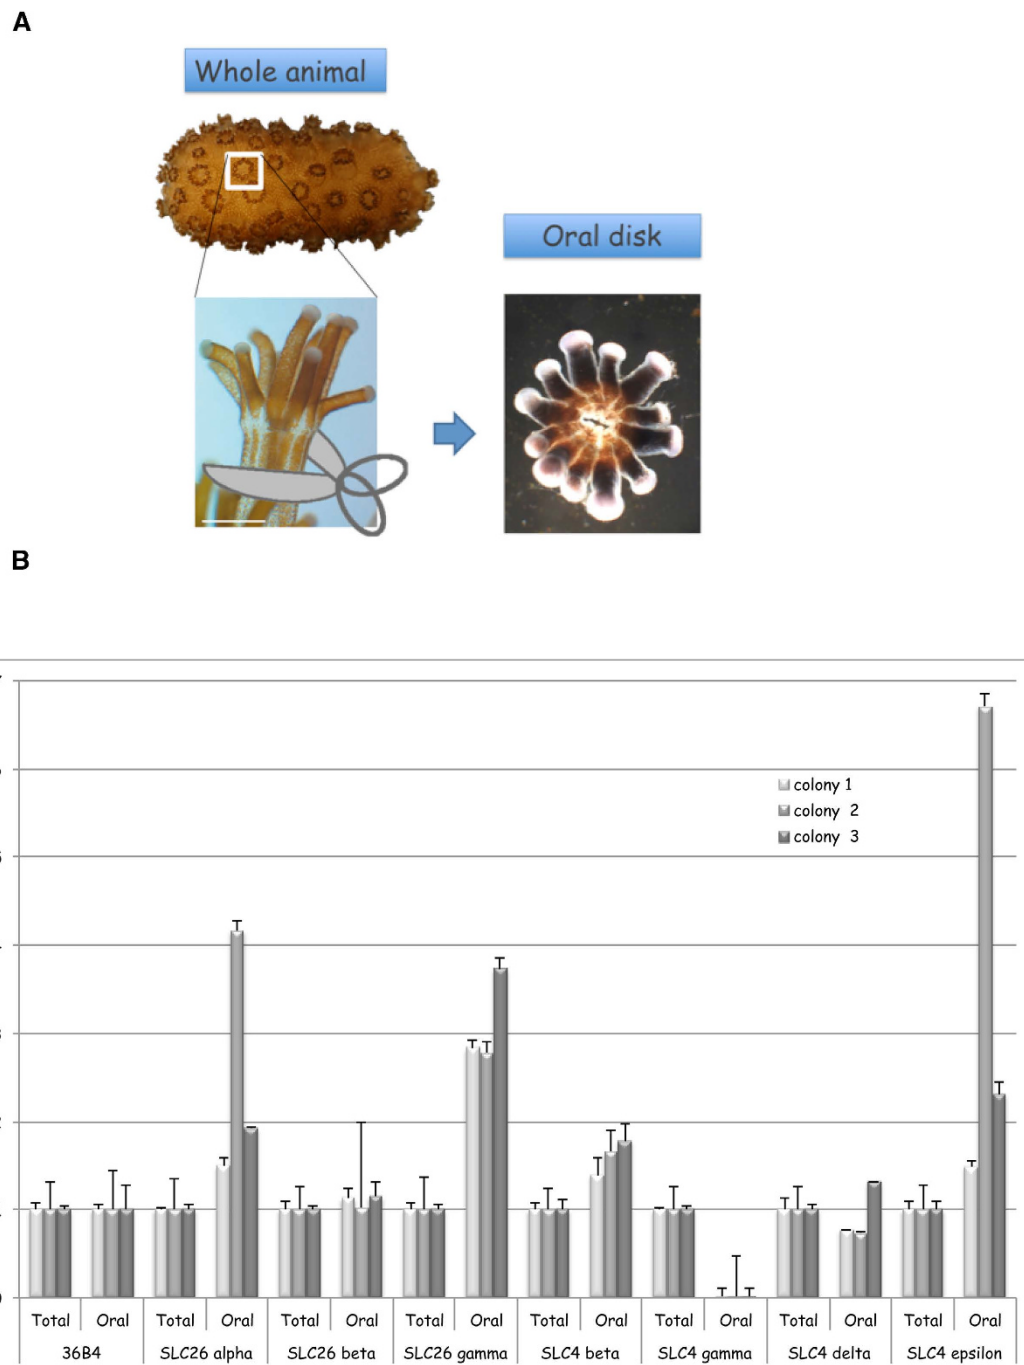 A
Whole animal
Oral disk
B
colony 1
colony 2
colony 3
Total Oral Total Oral Total Oral Total Oral Total Oral Total Oral Total Oral Total Oral
36B4 SLC26 alpha SLC26 beta SLC26 gamma SLC4 beta SLC4 gamma SLC4 delta SLC4 epsilon